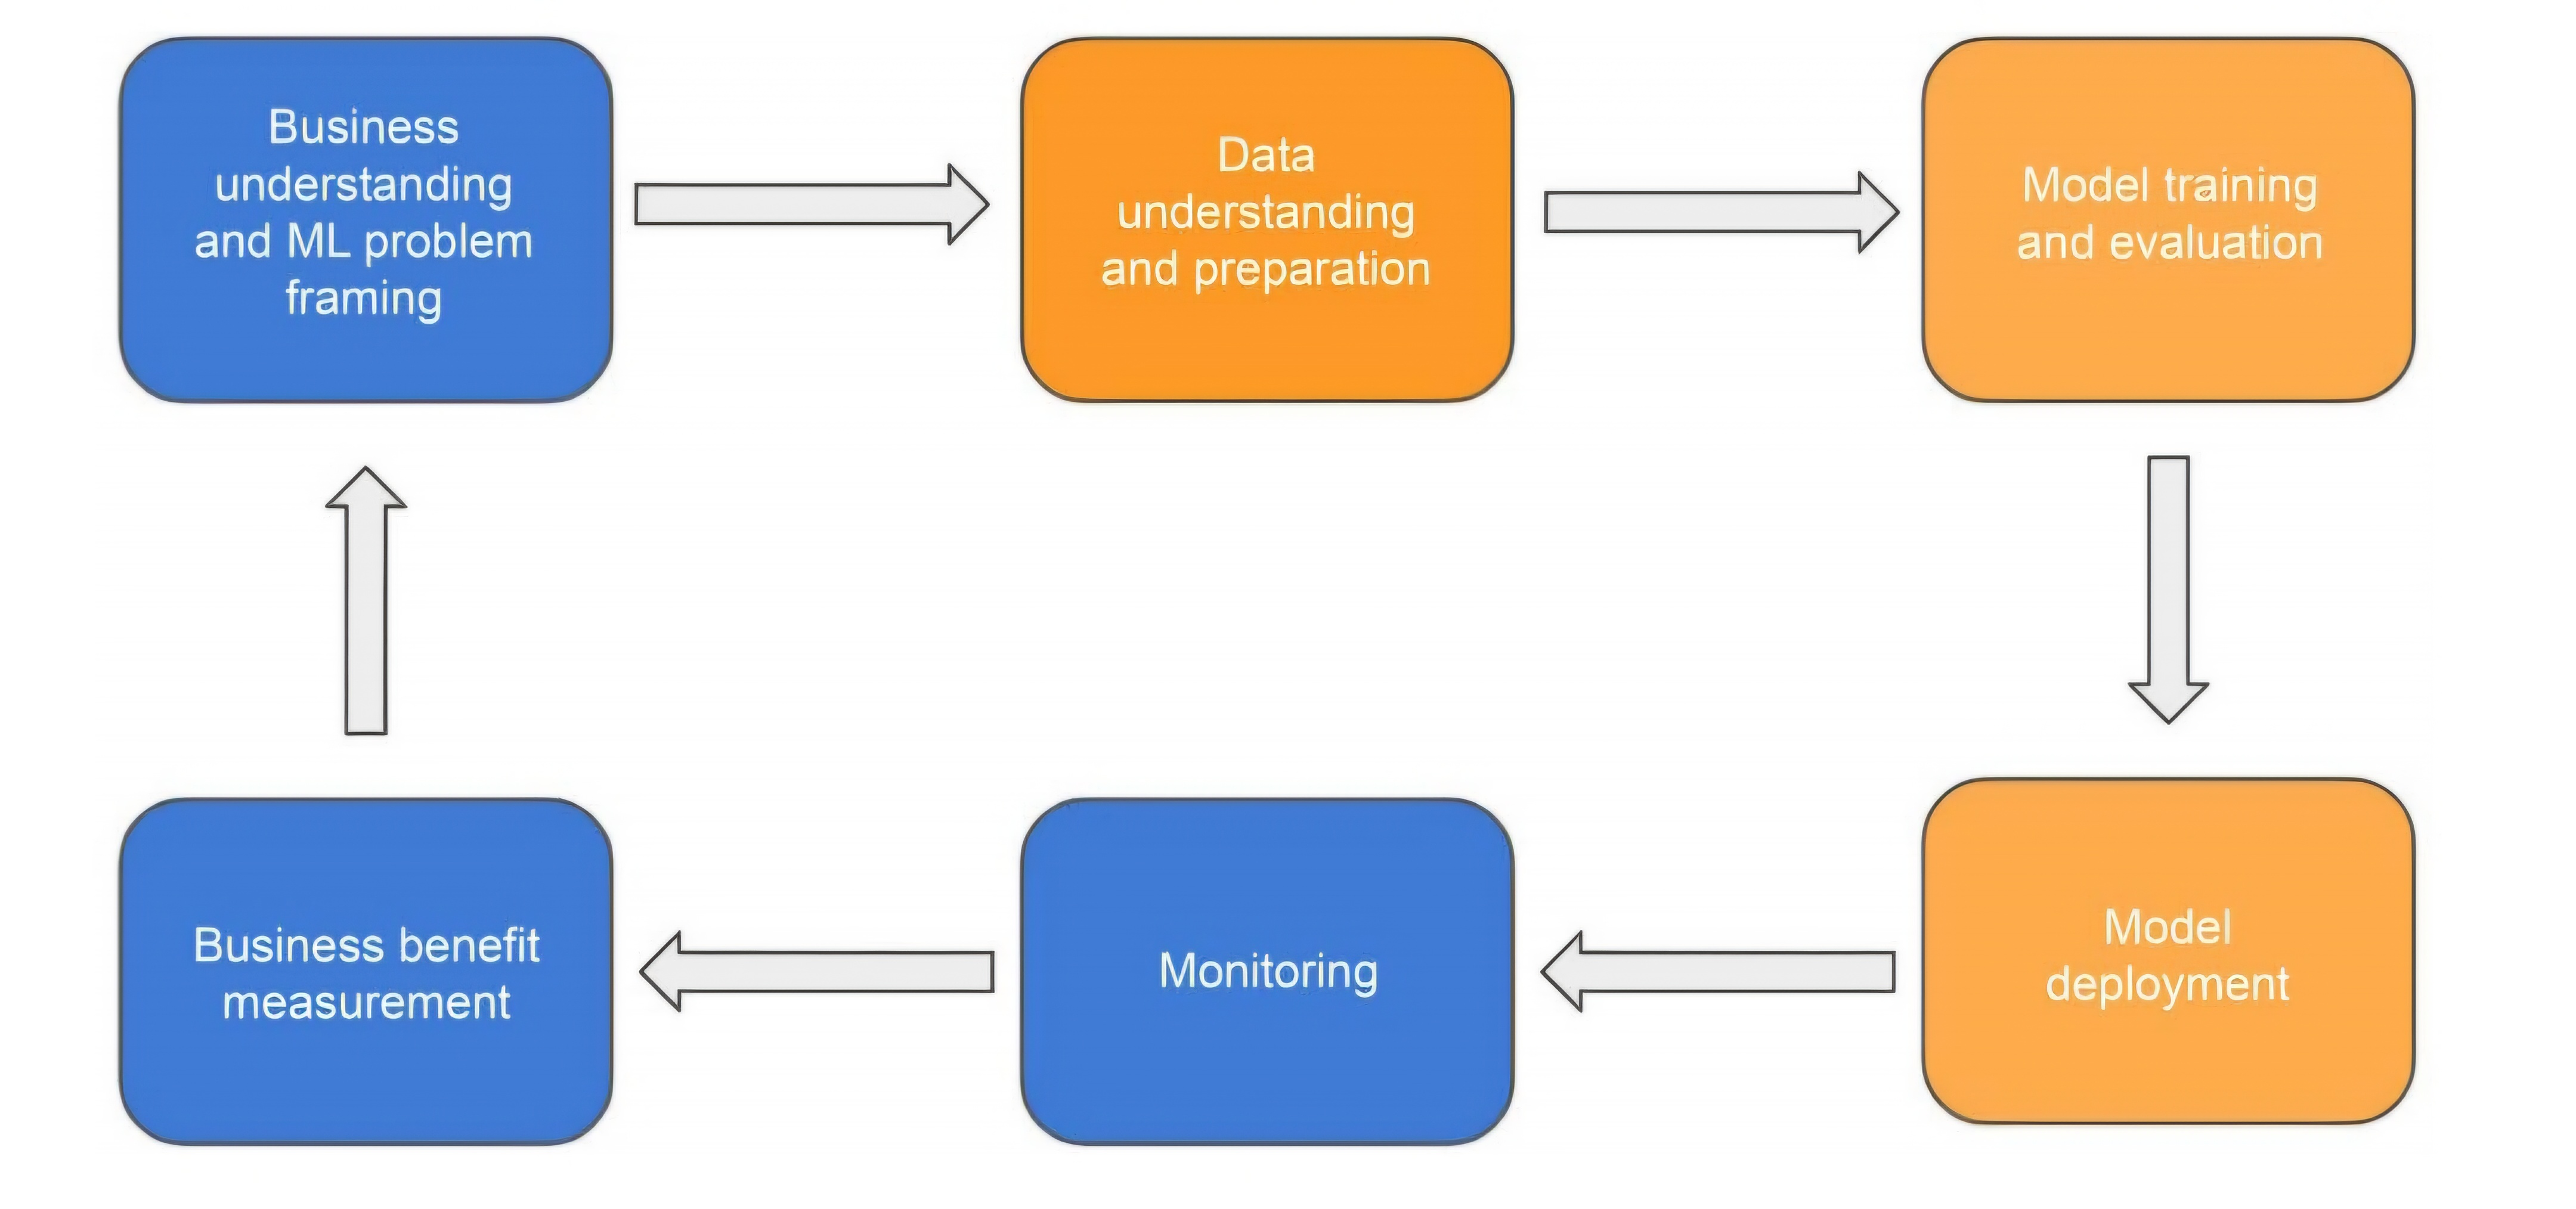 Business
understanding
and ML problem
framing
Data
understanding
and preparation
Model training
and evaluation
Business benefit
measurement
Monitoring
Model
deployment